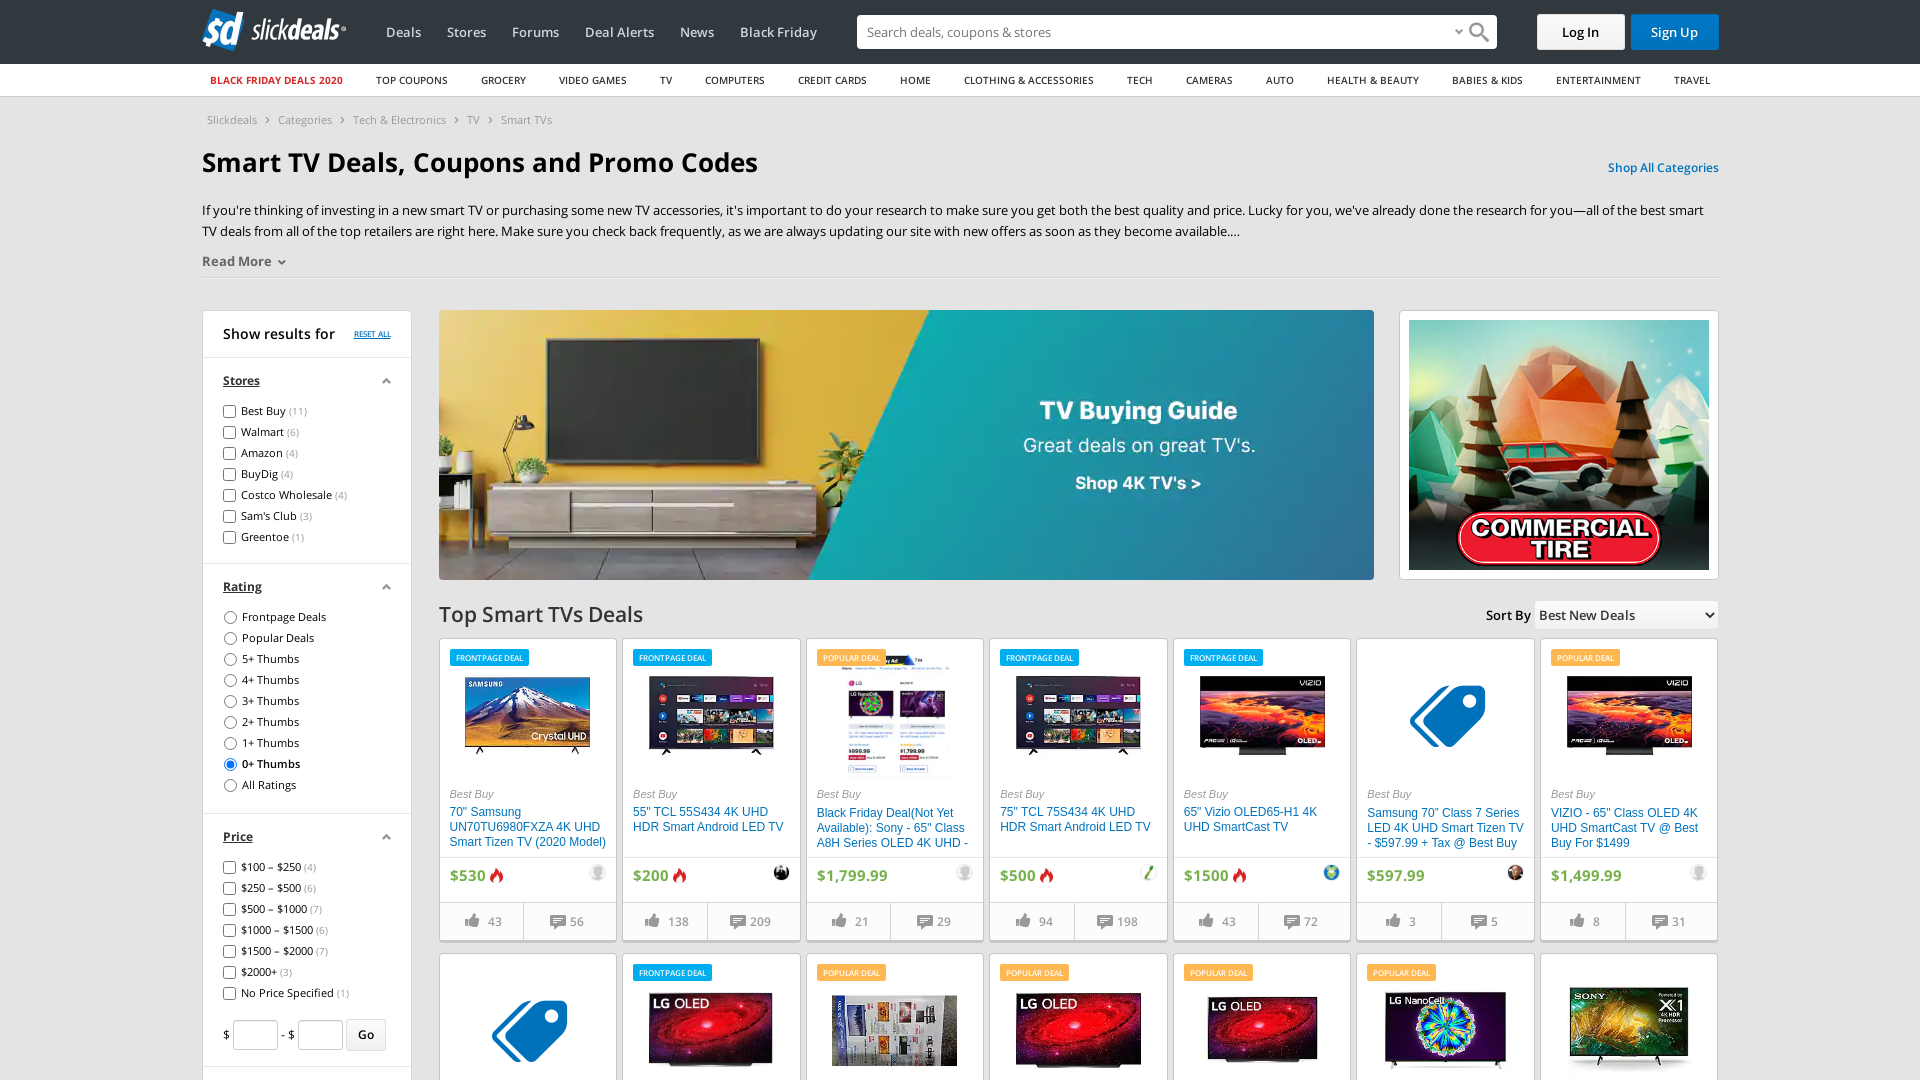 sd slickdeals
Deals
Stores
Forums
Deal Alerts
News
Black Friday
Search deals, coupons & stores
Log In
Sign Up
BLACK FRIDAY DEALS 2020
TOP COUPONS
GROCERY
VIDEO GAMES
TV
COMPUTERS
CREDIT CARDS
HOME
CLOTHING & ACCESSORIES
TECH
CAMERAS
AUTO
HEALTH & BEAUTY
BABIES & KIDS
ENTERTAINMENT
TRAVEL
Slickdeals > Categories > Tech & Electronics > TV > Smart TVs
Smart TV Deals, Coupons and Promo Codes
Shop All Categories
If you're thinking of investing in a new smart TV or purchasing some new TV accessories, it's important to do your research to make sure you get both the best quality and price. Lucky for you, we've already done the research for you—all of the best smart
TV deals from all of the top retailers are right here. Make sure you check back frequently, as we are always updating our site with new offers as soon as they become available....
Read More
Show results for
RESET ALL
Stores
Best Buy (11)
Walmart (6)
Amazon (4)
BuyDig (4)
Costco Wholesale (4)
Sam's Club (3)
Greentoe (1)
Rating
Frontpage Deals
Popular Deals
5+ Thumbs
4+ Thumbs
3+ Thumbs
2+ Thumbs
1+ Thumbs
0+ Thumbs
All Ratings
Price
$100 – $250 (4)
$250 – $500 (6)
$500 – $1000 (7)
$1000 – $1500 (6)
$1500 – $2000 (7)
$2000+ (3)
No Price Specified (1)
$ - $ Go
TV Buying Guide
Great deals on great TV's.
Shop 4K TV's >
COMMERCIAL
TIRE
Top Smart TVs Deals
Sort By Best New Deals
FRONTPAGE DEAL
SAMSUNG
Crystal UHD
Best Buy
70" Samsung
UN70TU6980FXZA 4K UHD
Smart Tizen TV (2020 Model)
$530
43
56
FRONTPAGE DEAL
Best Buy
55" TCL 55S434 4K UHD
HDR Smart Android LED TV
$200
138
209
POPULAR DEAL
LG
$999.99
$1,799.99
Best Buy
Black Friday Deal(Not Yet
Available): Sony - 65" Class
A8H Series OLED 4K UHD -
$1,799.99
21
29
FRONTPAGE DEAL
Best Buy
75" TCL 75S434 4K UHD
HDR Smart Android LED TV
$500
94
198
FRONTPAGE DEAL
VIZIO
OLED
Best Buy
65" Vizio OLED65-H1 4K
UHD SmartCast TV
$1500
43
72
Best Buy
Samsung 70" Class 7 Series
LED 4K UHD Smart Tizen TV
- $597.99 + Tax @ Best Buy
$597.99
3
5
POPULAR DEAL
VIZIO
OLED
Best Buy
VIZIO - 65" Class OLED 4K
UHD SmartCast TV @ Best
Buy For $1499
$1,499.99
8
31
FRONTPAGE DEAL
LG OLED
POPULAR DEAL
POPULAR DEAL
LG OLED
POPULAR DEAL
LG OLED
POPULAR DEAL
LG NanoCell
SONY
Powered by
X1
4K HDR
Processor